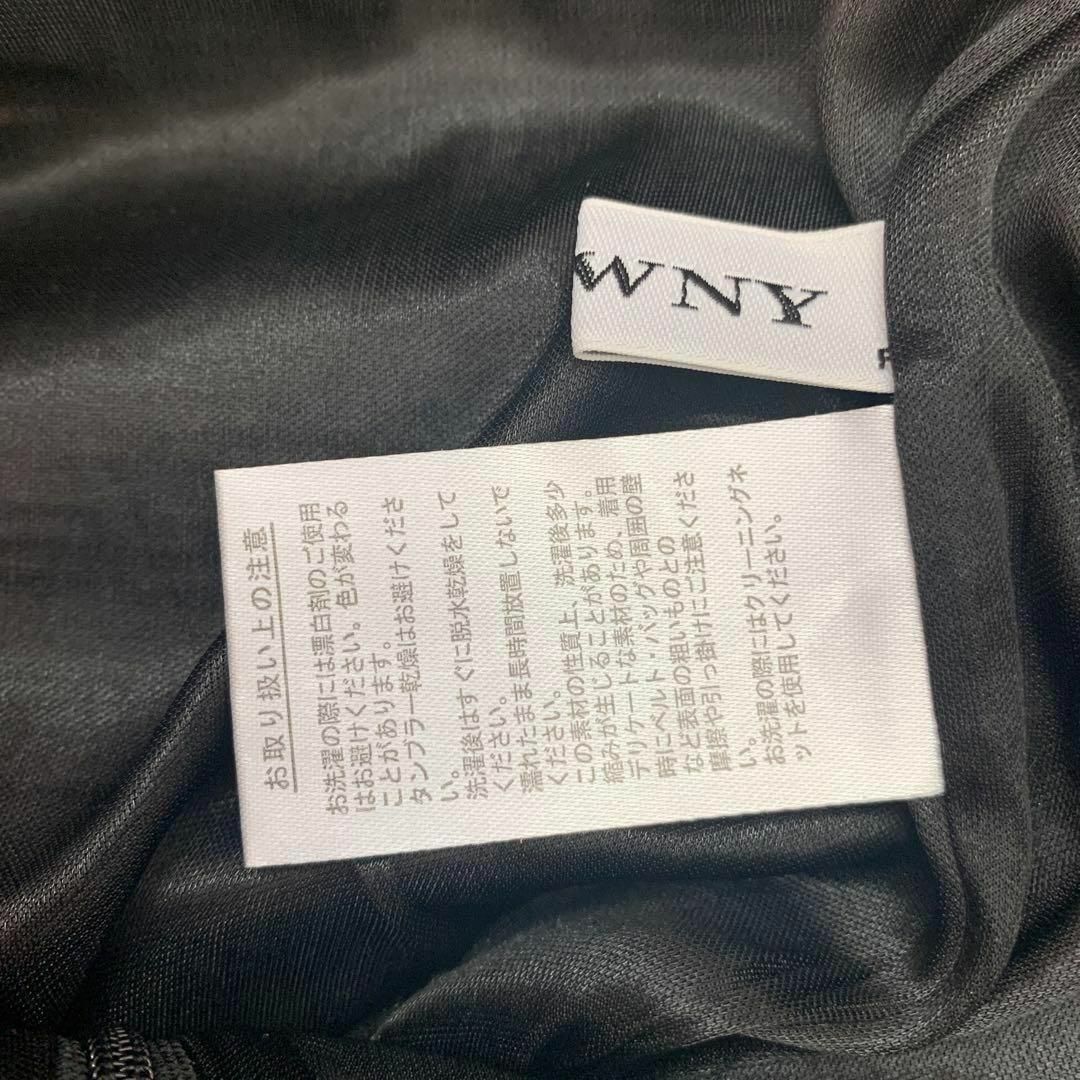 WNY
お取り扱い上の注意
お洗濯の際には漂白剤のご使用
はお避けください。色が変わる
ことがあります。
タンブラー乾燥はお避けくださ
い。
洗濯後はすぐに脱水乾燥をして
ください。
濡れたまま長時間放置しないで
ください。
この素材の性質上、洗濯後多少
縮みが生じることがあります。
デリケートな素材のため、着用
時にベルト・バッグや周囲の壁
など表面の粗いものとの
摩擦や引っ掛けにご注意くださ
い。
お洗濯の際にはクリーニングネ
ットを使用してください。